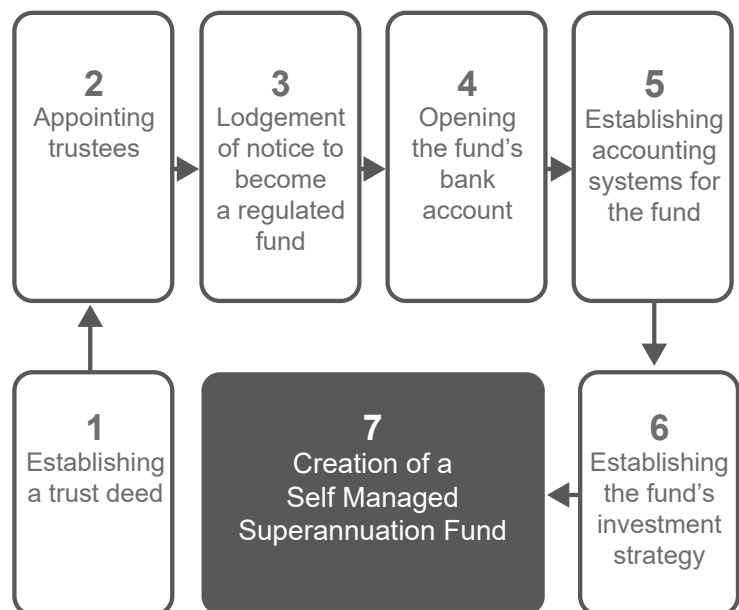 2
Appointing
trustees
3
Lodgement
of notice to
become
a regulated
fund
4
Opening
the fund's
bank
account
5
Establishing
accounting
systems for
the fund
1
Establishing
a trust deed
7
Creation of a
Self Managed
Superannuation Fund
6
Establishing
the fund's
investment
strategy